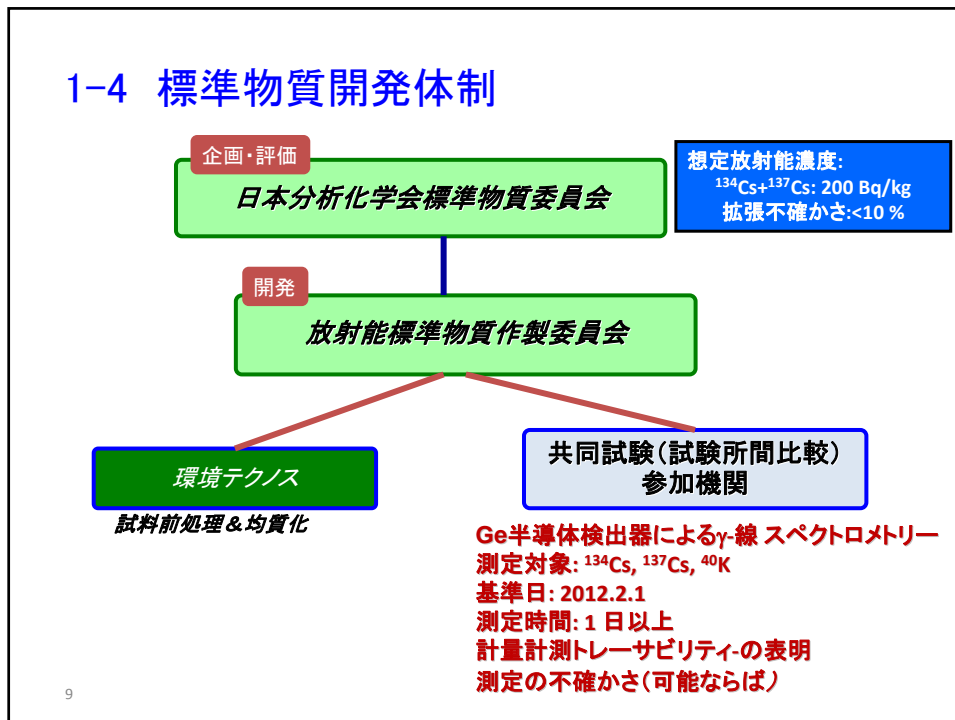 1-4 標準物質開発体制
企画・評価
日本分析化学会標準物質委員会
想定放射能濃度:
¹³⁴Cs+¹³⁷Cs: 200 Bq/kg
拡張不確かさ:<10 %
開発
放射能標準物質作製委員会
環境テクノス
試料前処理&均質化
共同試験(試験所間比較)
参加機関
Ge半導体検出器によるγ-線 スペクトロメトリー
測定対象: ¹³⁴Cs, ¹³⁷Cs, ⁴⁰K
基準日: 2012.2.1
測定時間: 1 日以上
計量計測トレーサビリティ-の表明
測定の不確かさ(可能ならば)
9